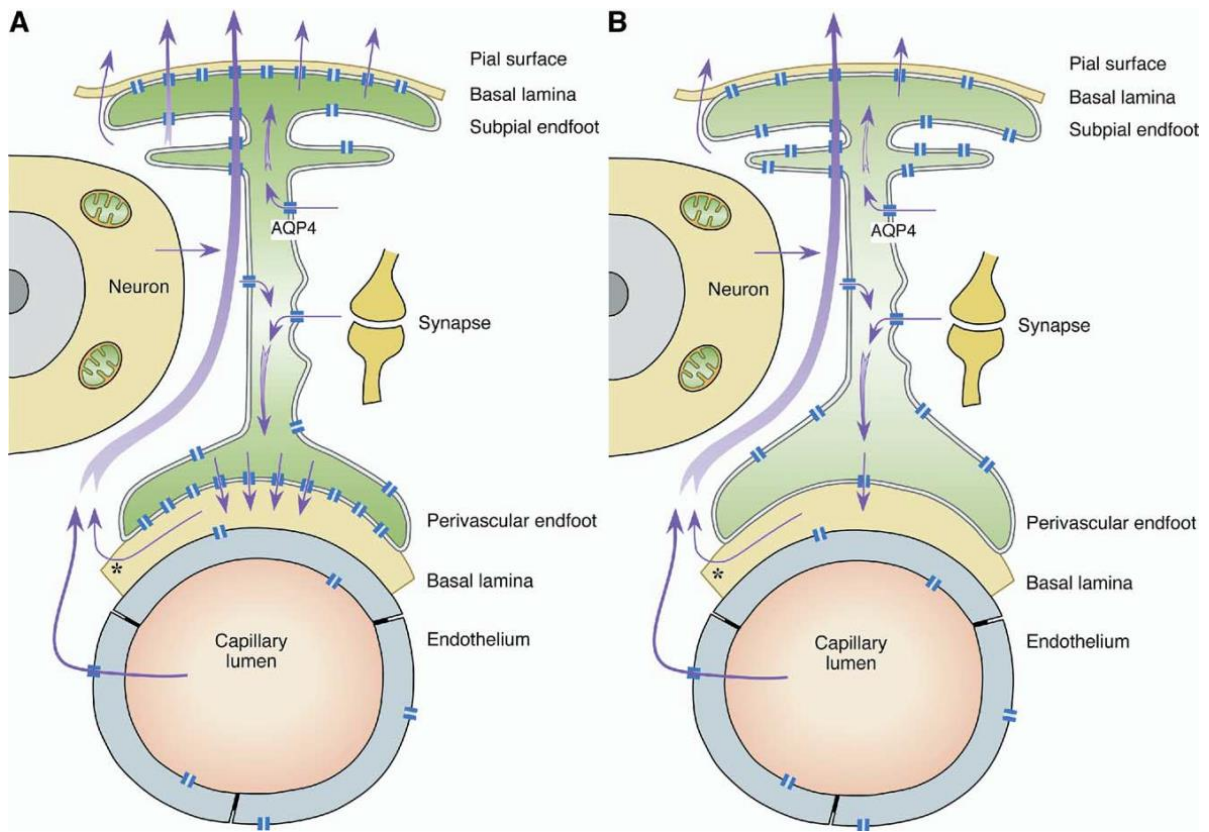 A
Pial surface
Basal lamina
Subpial endfoot
AQP4
Neuron
Synapse
Perivascular endfoot
*
Basal lamina
Capillary
lumen
Endothelium
B
Pial surface
Basal lamina
Subpial endfoot
AQP4
Neuron
Synapse
Perivascular endfoot
*
Basal lamina
Capillary
lumen
Endothelium